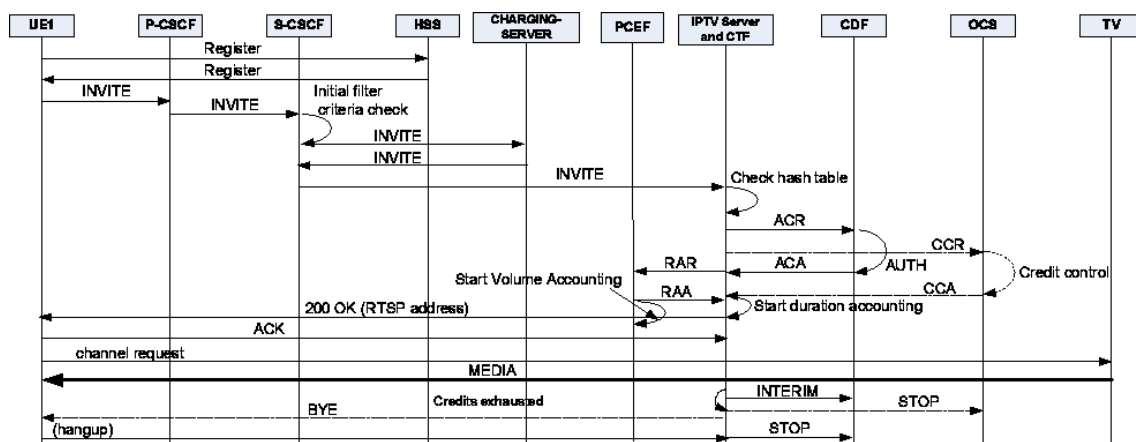 UE1 P-CSCF S-CSCF HSS CHARGING-SERVER PCEF IPTV Server and CTF CDF OCS TV
Register
Register
INVITE
INVITE
Initial filter criteria check
INVITE
INVITE
INVITE
Check hash table
ACR
CCR
RAR
ACA
AUTH
Credit control
Start Volume Accounting
RAA
CCA
200 OK (RTSP address)
Start duration accounting
ACK
channel request
MEDIA
INTERIM
Credits exhausted
BYE
STOP
(hangup)
STOP